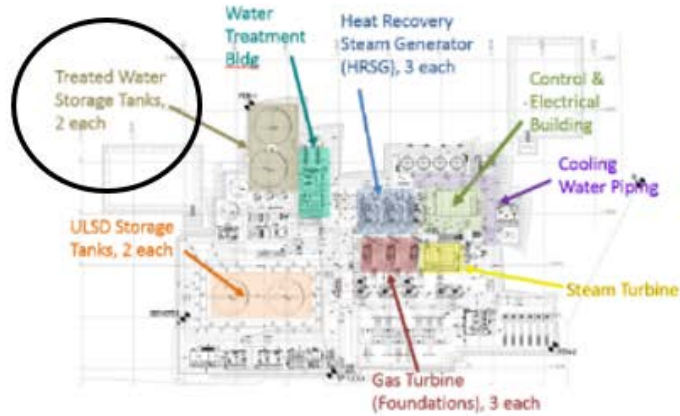 Water
Treatment
Bldg
Heat Recovery
Steam Generator
(HRSG), 3 each
Treated Water
Storage Tanks,
2 each
Control &
Electrical
Building
Cooling
Water Piping
ULSD Storage
Tanks, 2 each
Steam Turbine
Gas Turbine
(Foundations), 3 each